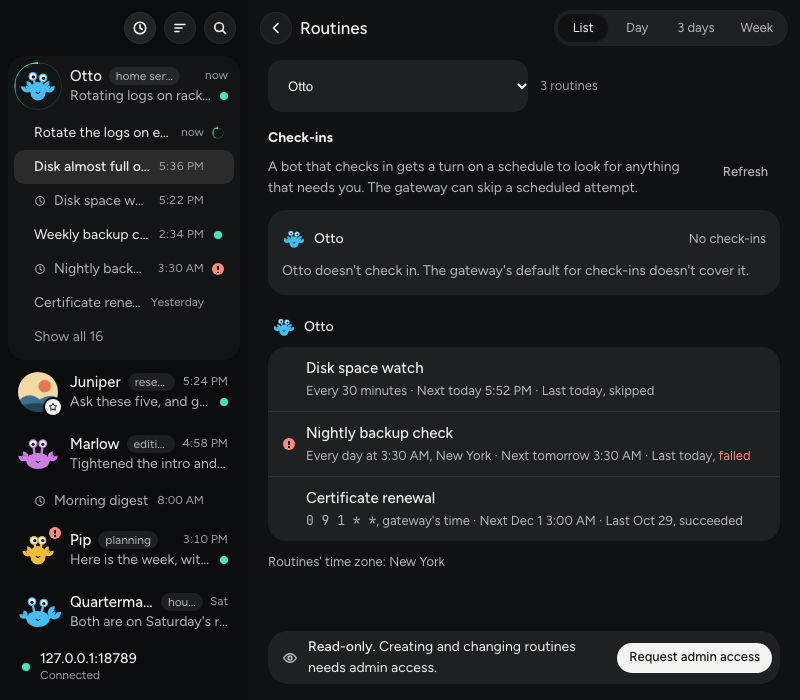 Otto home ser... now
Rotating logs on rack...
Rotate the logs on e... now
Disk almost full o... 5:36 PM
Disk space w... 5:22 PM
Weekly backup c... 2:34 PM
Nightly back... 3:30 AM
Certificate rene... Yesterday
Show all 16
Juniper rese... 5:24 PM
Ask these five, and g...
Marlow editi... 4:58 PM
Tightened the intro and...
Morning digest 8:00 AM
Pip planning 3:10 PM
Here is the week, wit...
Quarterma... hou... Sat
Both are on Saturday's r...
127.0.0.1:18789
Connected
Routines
List Day 3 days Week
Otto 3 routines
Check-ins
A bot that checks in gets a turn on a schedule to look for anything
that needs you. The gateway can skip a scheduled attempt.
Refresh
Otto No check-ins
Otto doesn't check in. The gateway's default for check-ins doesn't cover it.
Otto
Disk space watch
Every 30 minutes · Next today 5:52 PM · Last today, skipped
Nightly backup check
Every day at 3:30 AM, New York · Next tomorrow 3:30 AM · Last today, failed
Certificate renewal
0 9 1 * *, gateway's time · Next Dec 1 3:00 AM · Last Oct 29, succeeded
Routines' time zone: New York
Read-only. Creating and changing routines
needs admin access.
Request admin access